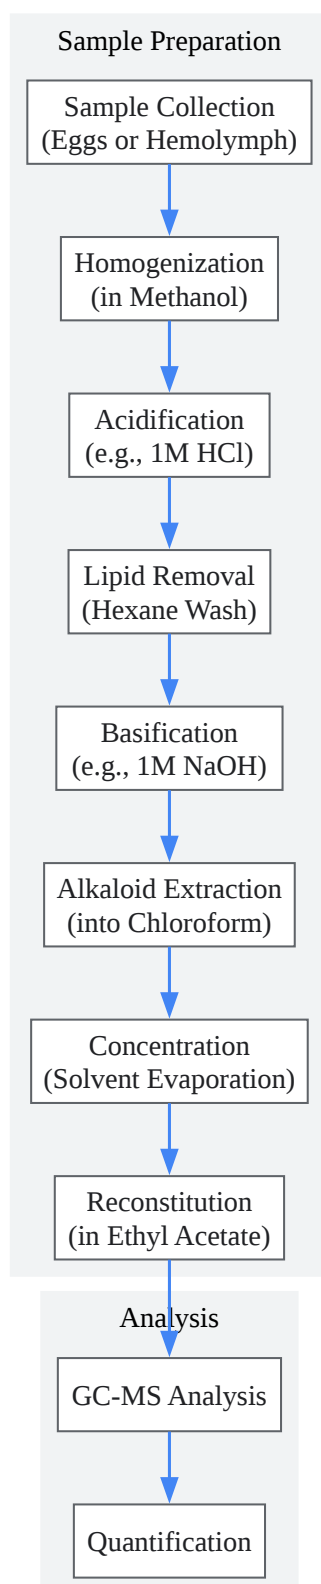 Sample Preparation
Sample Collection
(Eggs or Hemolymph)
Homogenization
(in Methanol)
Acidification
(e.g., 1M HCl)
Lipid Removal
(Hexane Wash)
Basification
(e.g., 1M NaOH)
Alkaloid Extraction
(into Chloroform)
Concentration
(Solvent Evaporation)
Reconstitution
(in Ethyl Acetate)
Analysis
GC-MS Analysis
Quantification